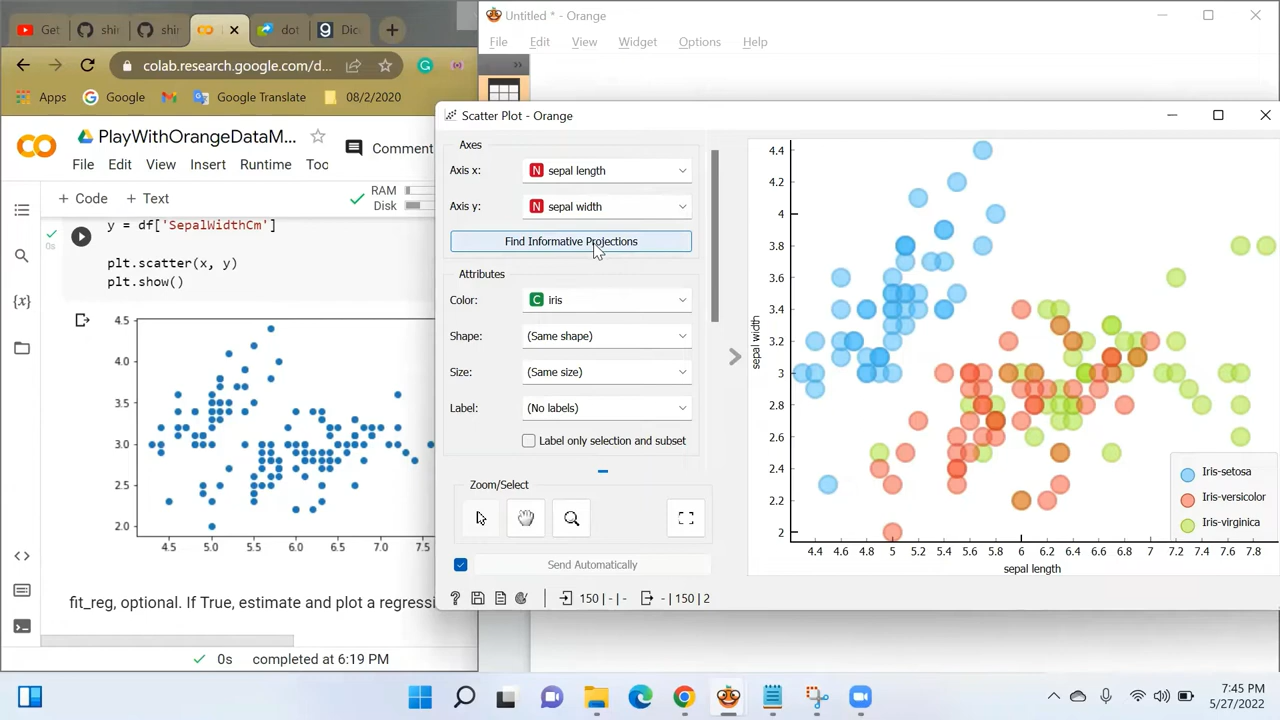 Get
shi
shi
dot
Dic
colab.research.google.com/d...
Apps
Google
Google Translate
08/2/2020
PlayWithOrangeDataM...
Comment
File Edit View Insert Runtime Too
+ Code + Text
RAM
Disk
0s
y = df['SepalWidthCm']
plt.scatter(x, y)
plt.show()
4.5
4.0
3.5
3.0
2.5
2.0
4.5 5.0 5.5 6.0 6.5 7.0 7.5
fit_reg, optional. If True, estimate and plot a regressi
0s completed at 6:19 PM
Untitled * - Orange
File Edit View Widget Options Help
Scatter Plot - Orange
Axes
Axis x: N sepal length
Axis y: N sepal width
Find Informative Projections
Attributes
Color: C iris
Shape: (Same shape)
Size: (Same size)
Label: (No labels)
Label only selection and subset
Zoom/Select
Send Automatically
150 | - | -
- | 150 | 2
4.4
4.2
4
3.8
3.6
3.4
3.2
3
2.8
2.6
2.4
2.2
2
sepal width
4.4 4.6 4.8 5 5.2 5.4 5.6 5.8 6 6.2 6.4 6.6 6.8 7 7.2 7.4 7.6 7.8
sepal length
Iris-setosa
Iris-versicolor
Iris-virginica
7:45 PM
5/27/2022